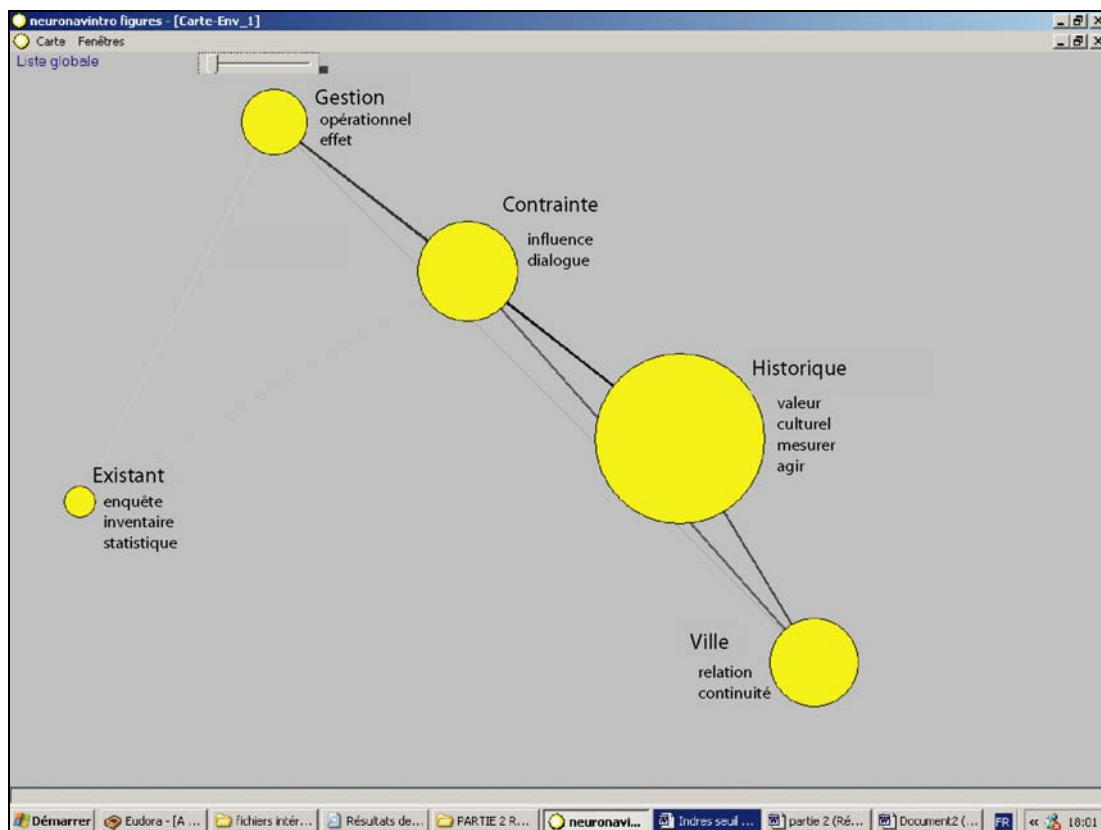 neuronavintro figures - [Carte-Env_1]
Carte Fenêtres
Liste globale
Gestion
opérationnel
effet
Contrainte
influence
dialogue
Historique
valeur
culturel
mesurer
agir
Existant
enquête
inventaire
statistique
Ville
relation
continuité
Démarrer Eudora - [A ... fichiers intér... Résultats de... PARTIE 2 R... neuronavi... Indres seul ... partie 2 (Ré... Document2 (... FR « 18:01